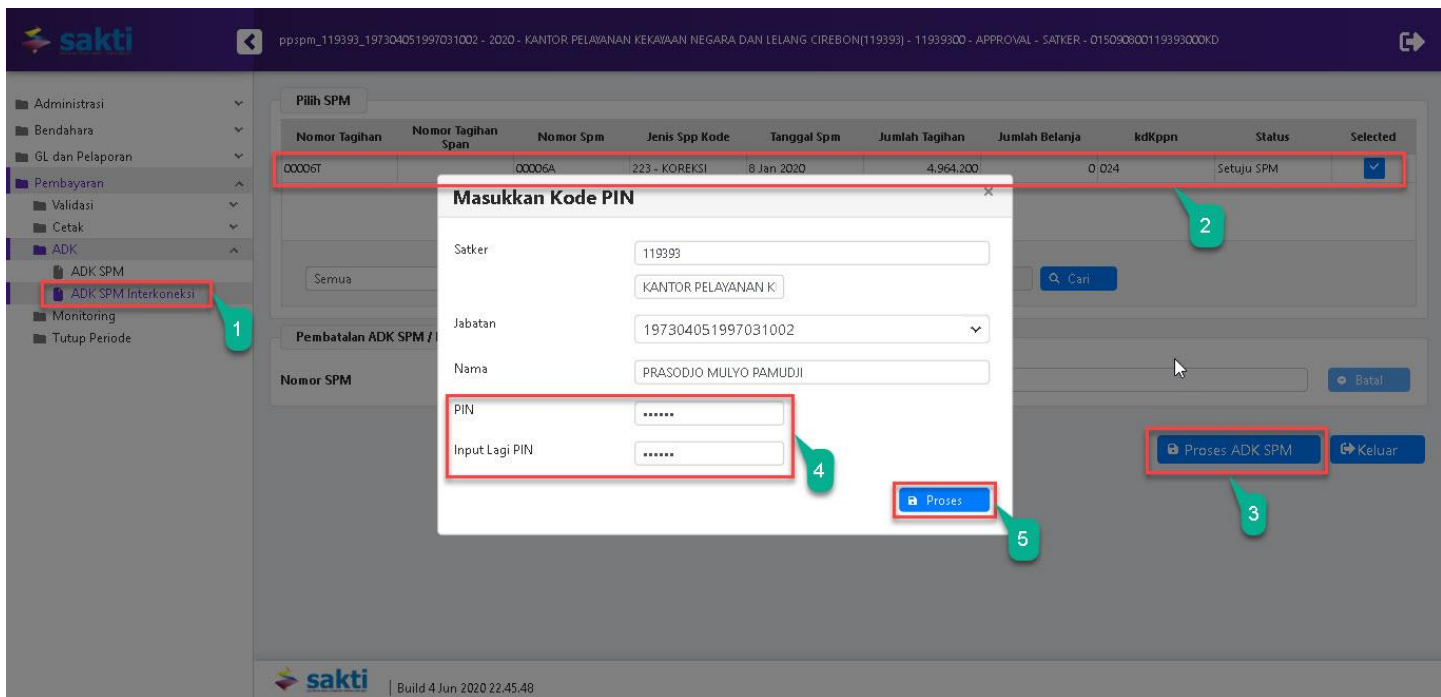 sakti
ppspm_119393_197304051997031002 - 2020 - KANTOR PELAYANAN KEKAYAAN NEGARA DAN LELANG CIREBON(119393) - 11939300 - APPROVAL - SATKER - 015090800119393000KD
Administrasi
Bendahara
GL dan Pelaporan
Pembayaran
Validasi
Cetak
ADK
ADK SPM
ADK SPM Interkoneksi
1
Monitoring
Tutup Periode
Pilih SPM
Nomor Tagihan Nomor Tagihan Span Nomor Spm Jenis Spp Kode Tanggal Spm Jumlah Tagihan Jumlah Belanja kdKppn Status Selected
00006T 00006A 223 - KOREKSI 8 Jan 2020 4.964.200 0 024 Setuju SPM
2
Semua
Cari
Pembatalan ADK SPM /
Nomor SPM
Batal
Proses ADK SPM
Keluar
3
Masukkan Kode PIN
×
Satker 119393
KANTOR PELAYANAN K
Jabatan 197304051997031002
Nama PRASODJO MULYO PAMUDJI
PIN ••••••
Input Lagi PIN ••••••
4
Proses
5
sakti | Build 4 Jun 2020 22.45.48